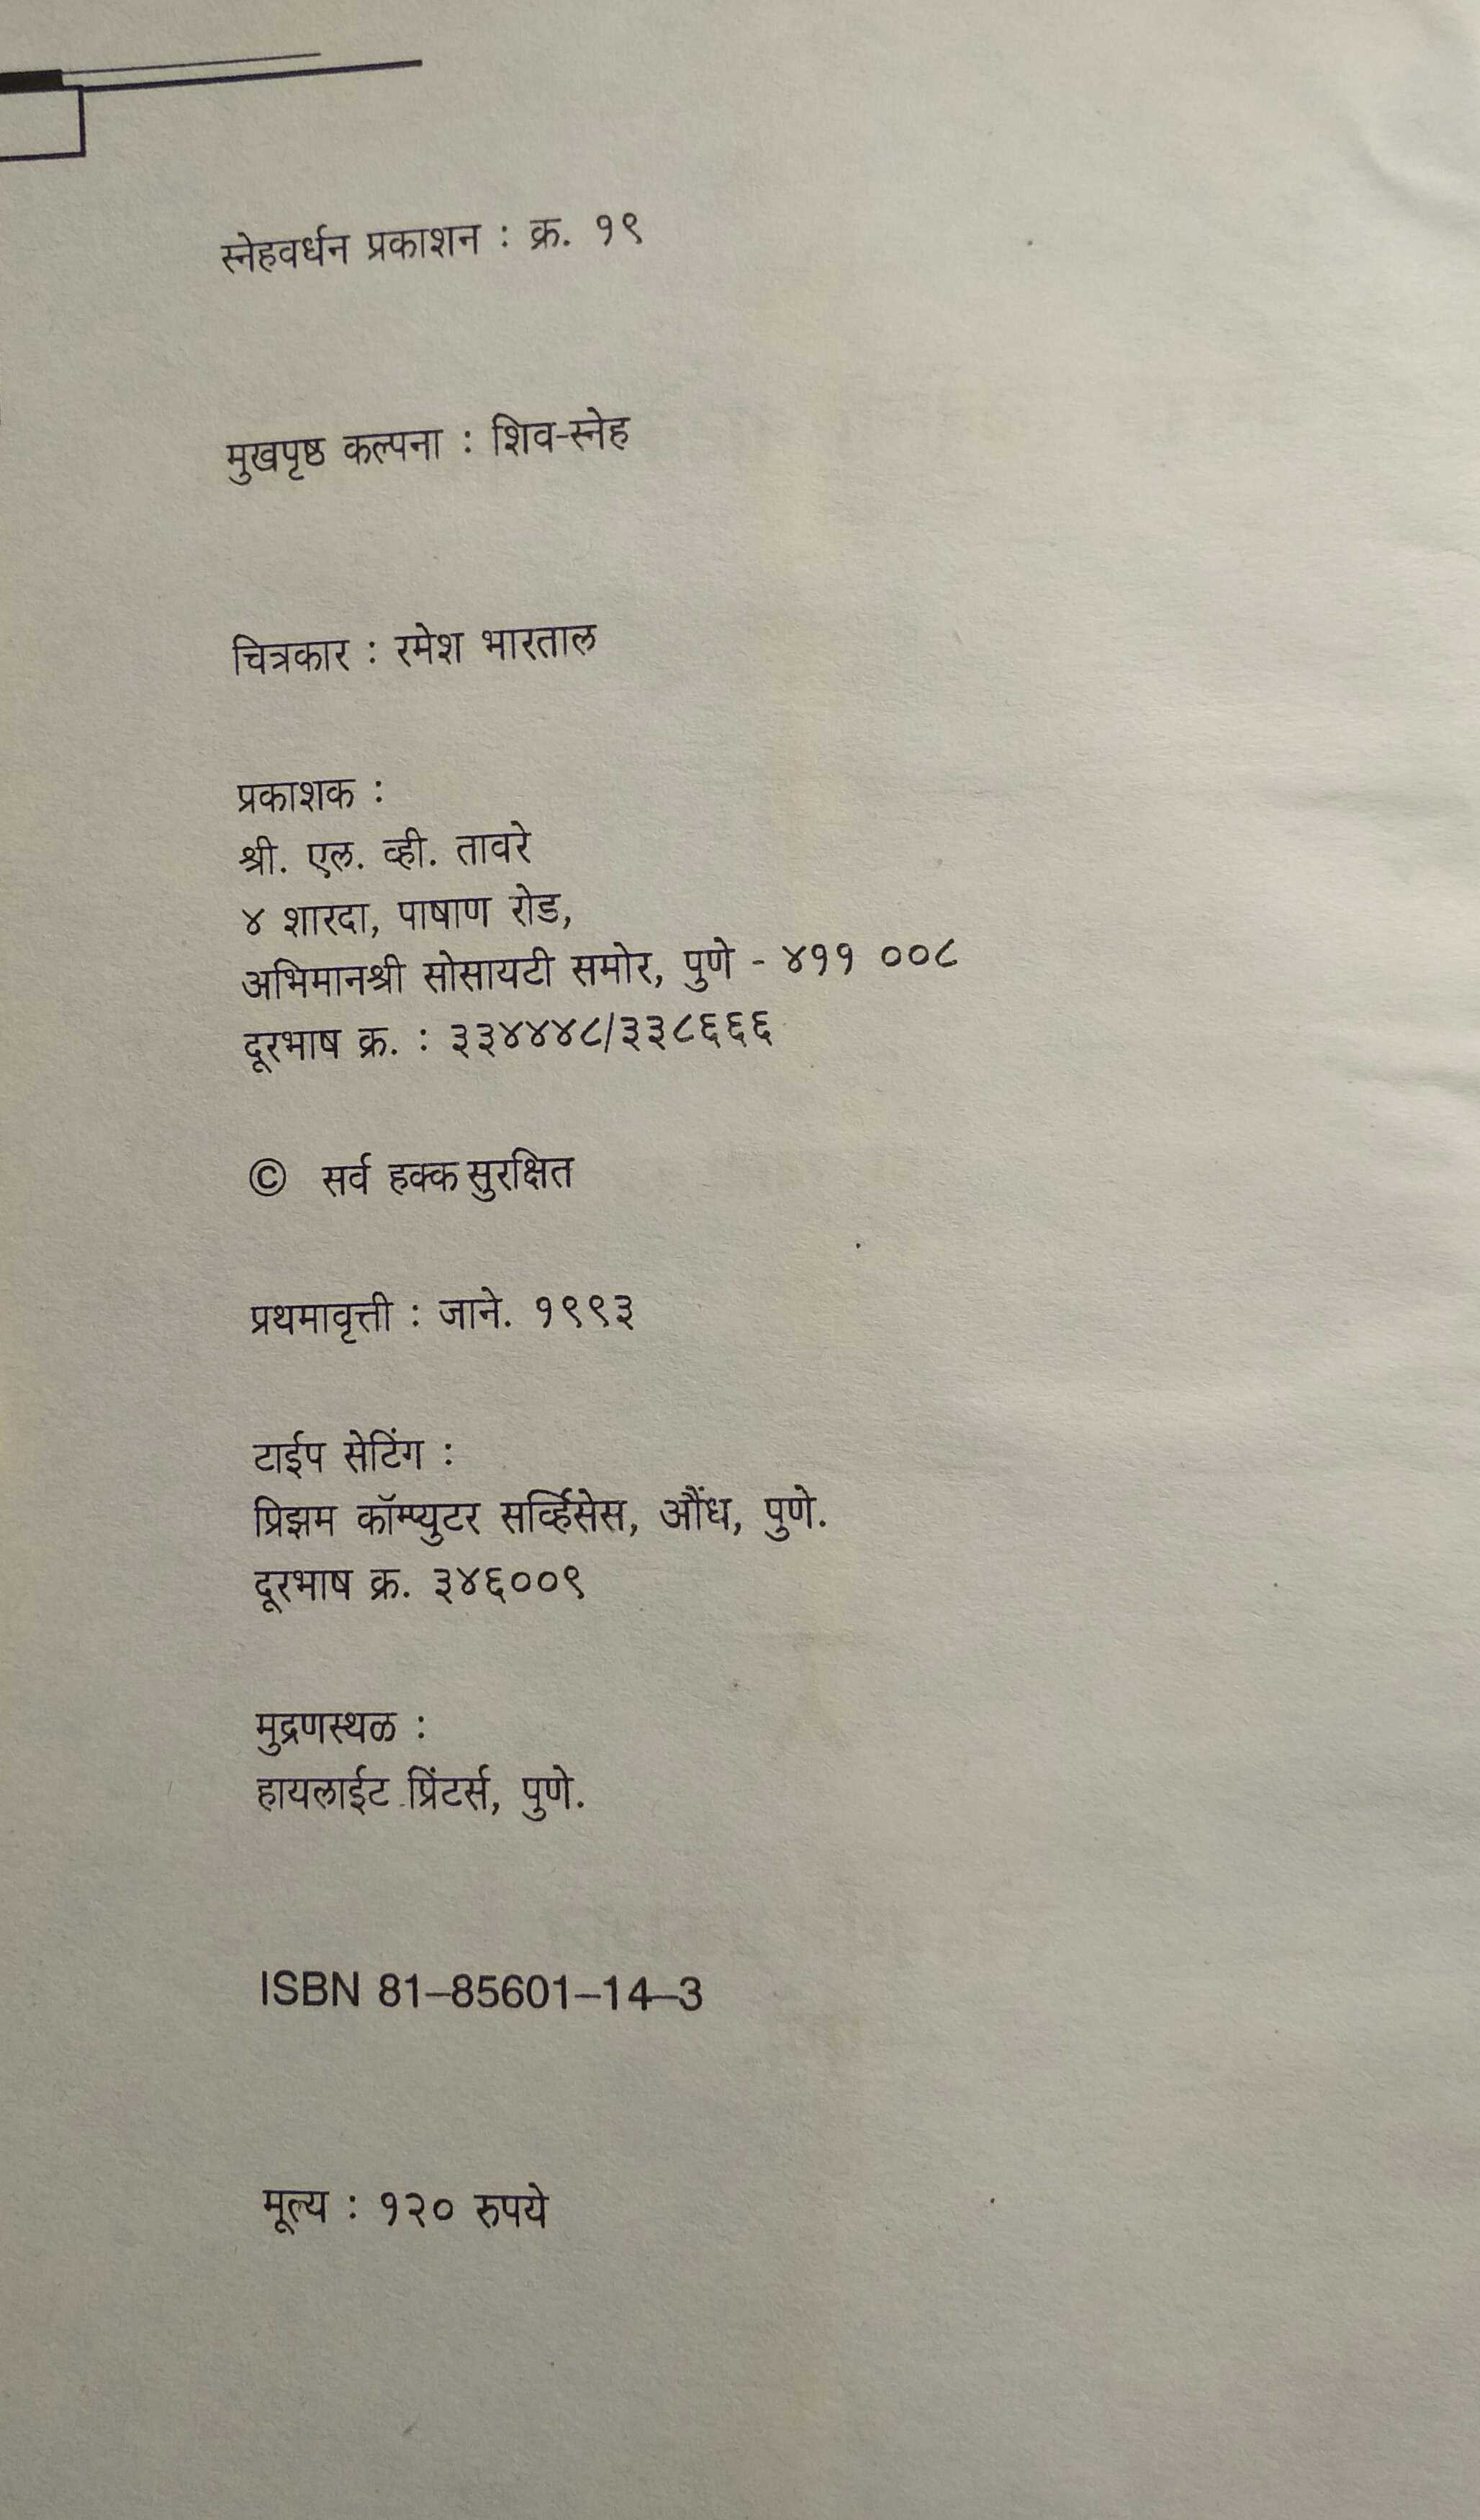 स्नेहवर्धन प्रकाशन : क्र. १९
मुखपृष्ठ कल्पना : शिव-स्नेह
चित्रकार : रमेश भारताल
प्रकाशक :
श्री. एल. व्ही. तावरे
४ शारदा, पाषाण रोड,
अभिमानश्री सोसायटी समोर, पुणे - ४११ ००८
दूरभाष क्र. : ३३४४४८/३३८६६६
© सर्व हक्क सुरक्षित
प्रथमावृत्ती : जाने. १९९३
टाईप सेटिंग :
प्रिझम कॉम्प्युटर सर्व्हिसेस, औंध, पुणे.
दूरभाष क्र. ३४६००९
मुद्रणस्थळ :
हायलाईट प्रिंटर्स, पुणे.
ISBN 81–85601–14–3
मूल्य : १२० रुपये